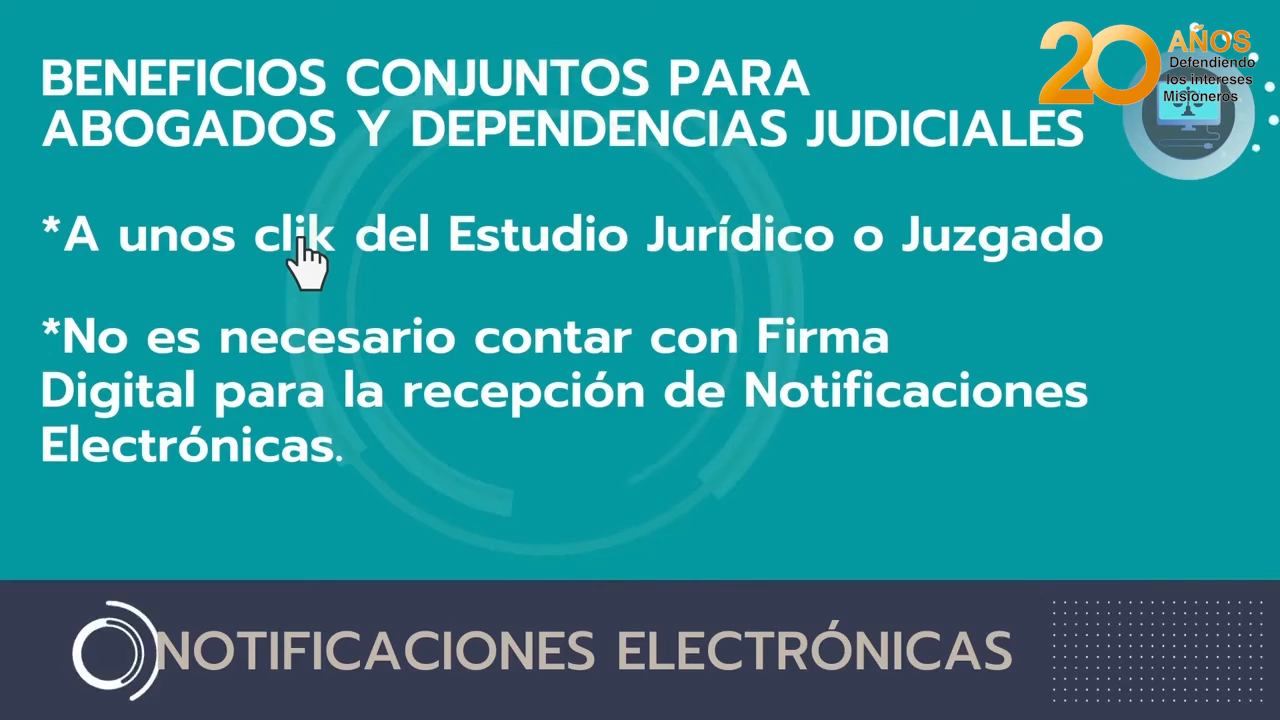 BENEFICIOS CONJUNTOS PARA
ABOGADOS Y DEPENDENCIAS JUDICIALES
20 AÑOS
Defendiendo
los intereses
Misioneros
*A unos clik del Estudio Jurídico o Juzgado
*No es necesario contar con Firma
Digital para la recepción de Notificaciones
Electrónicas.
NOTIFICACIONES ELECTRÓNICAS